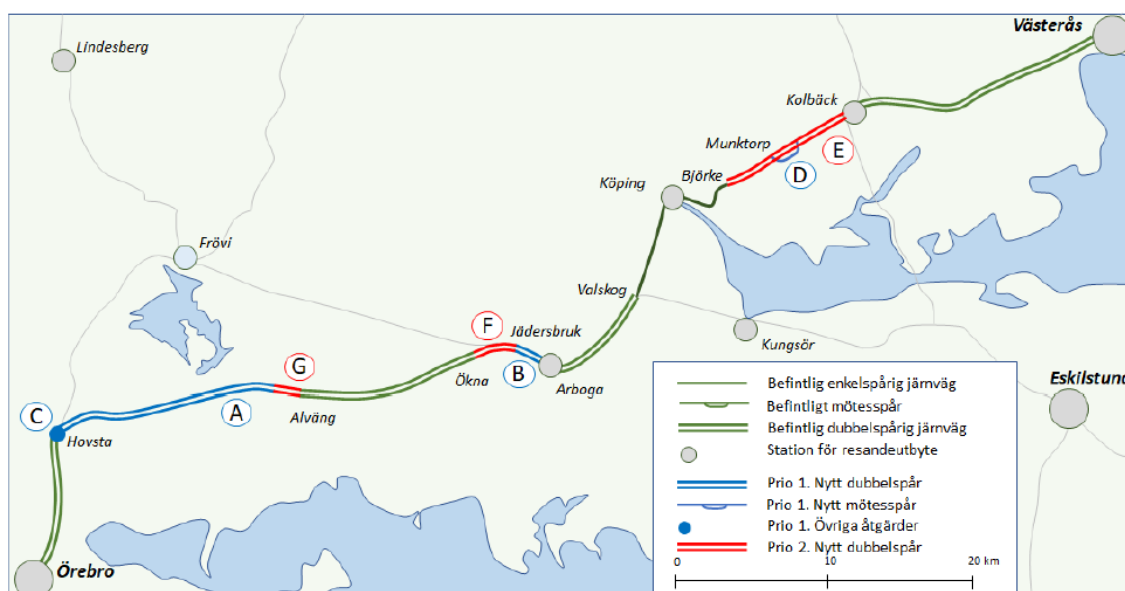 Västerås
Lindesberg
Kolbäck
Munktorp
E
D
Köping
Björke
Frövi
Valskog
F
Jädersbruk
Kungsör
G
B
Ökna
Arboga
A
Alväng
C
Hovsta
Eskilstuna
Örebro
Befintlig enkelspårig järnväg
Befintligt mötesspår
Befintlig dubbelspårig järnväg
Station för resandeutbyte
Prio 1. Nytt dubbelspår
Prio 1. Nytt mötesspår
Prio 1. Övriga åtgärder
Prio 2. Nytt dubbelspår
0 10 20 km